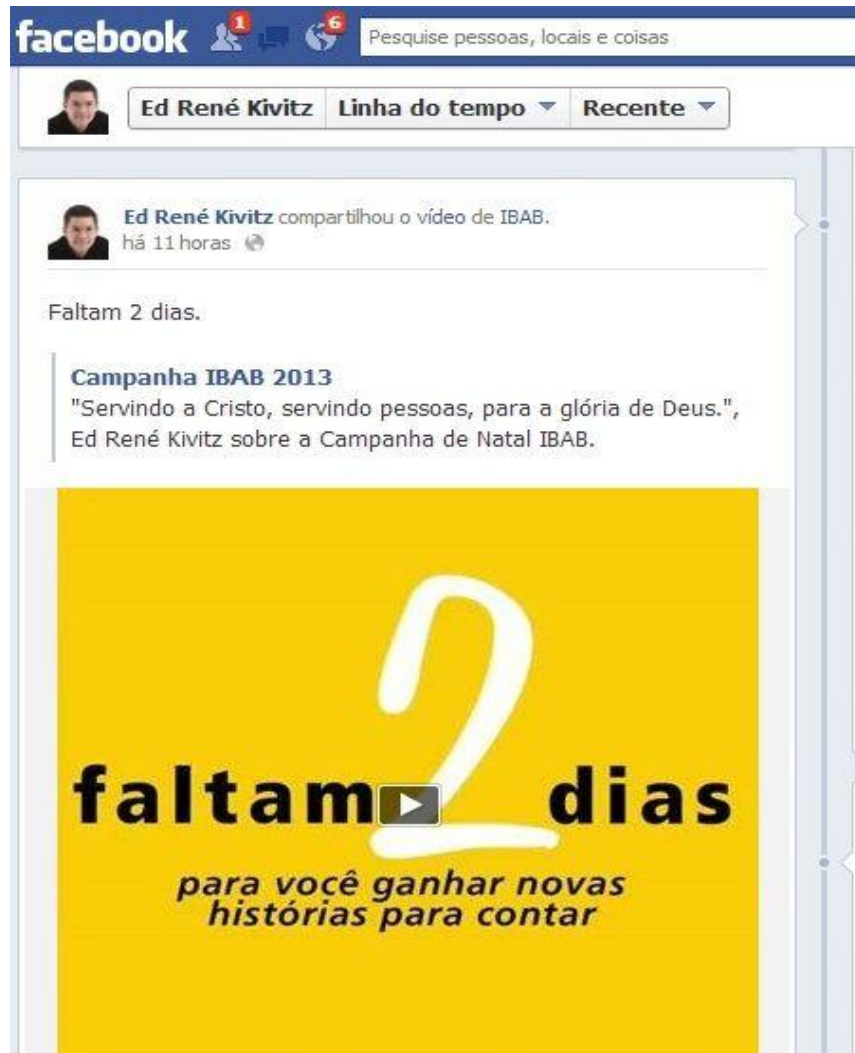 facebook 1 6 Pesquise pessoas, locais e coisas
Ed René Kivitz Linha do tempo Recente
Ed René Kivitz compartilhou o vídeo de IBAB.
há 11 horas
Faltam 2 dias.
Campanha IBAB 2013
"Servindo a Cristo, servindo pessoas, para a glória de Deus.",
Ed René Kivitz sobre a Campanha de Natal IBAB.
faltam 2 dias
para você ganhar novas
histórias para contar